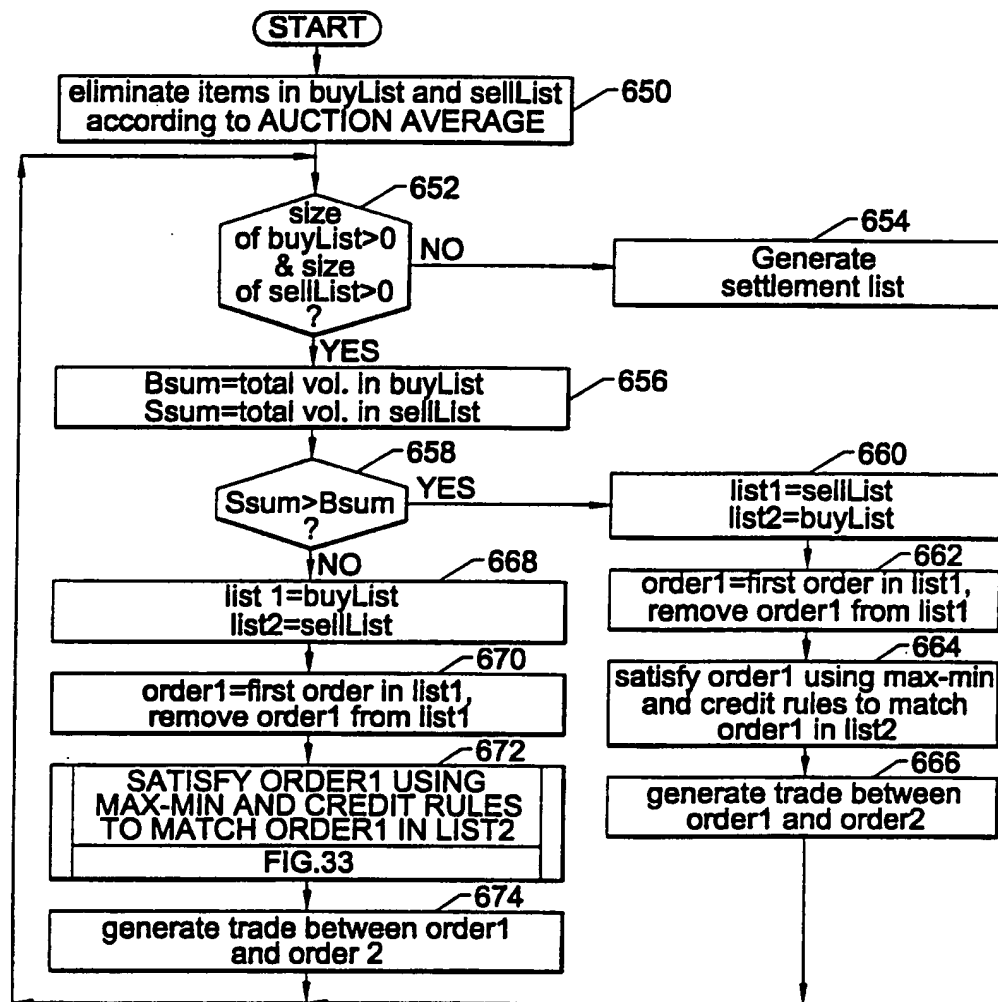 START
eliminate items in buyList and sellList
according to AUCTION AVERAGE
650
652
size
of buyList>0
& size
of sellList>0
?
NO
654
Generate
settlement list
YES
Bsum=total vol. in buyList
Ssum=total vol. in sellList
656
658
Ssum>Bsum
?
YES
660
list1=sellList
list2=buyList
662
order1=first order in list1,
remove order1 from list1
664
satisfy order1 using max-min
and credit rules to match
order1 in list2
666
generate trade between
order1 and order2
NO
668
list 1=buyList
list2=sellList
670
order1=first order in list1,
remove order1 from list1
672
SATISFY ORDER1 USING
MAX-MIN AND CREDIT RULES
TO MATCH ORDER1 IN LIST2
FIG.33
674
generate trade between order1
and order 2